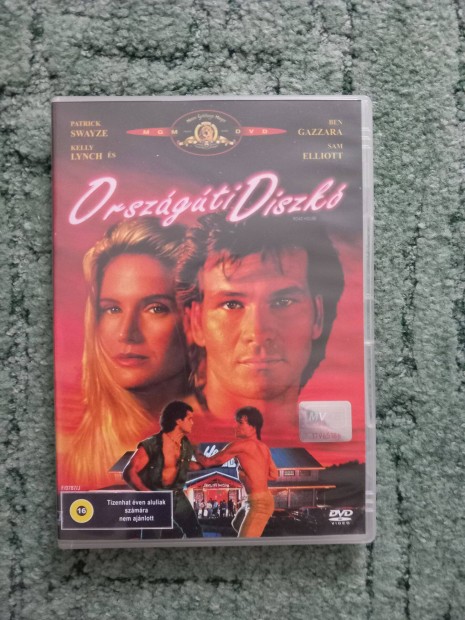 PATRICK
SWAYZE
KELLY
LYNCH ÉS
BEN
GAZZARA
SAM
ELLIOTT
MGM DVD
Országúti Diszkó
16
Tizenhat éven aluliak
számára
nem ajánlott
DVD
VIDEO